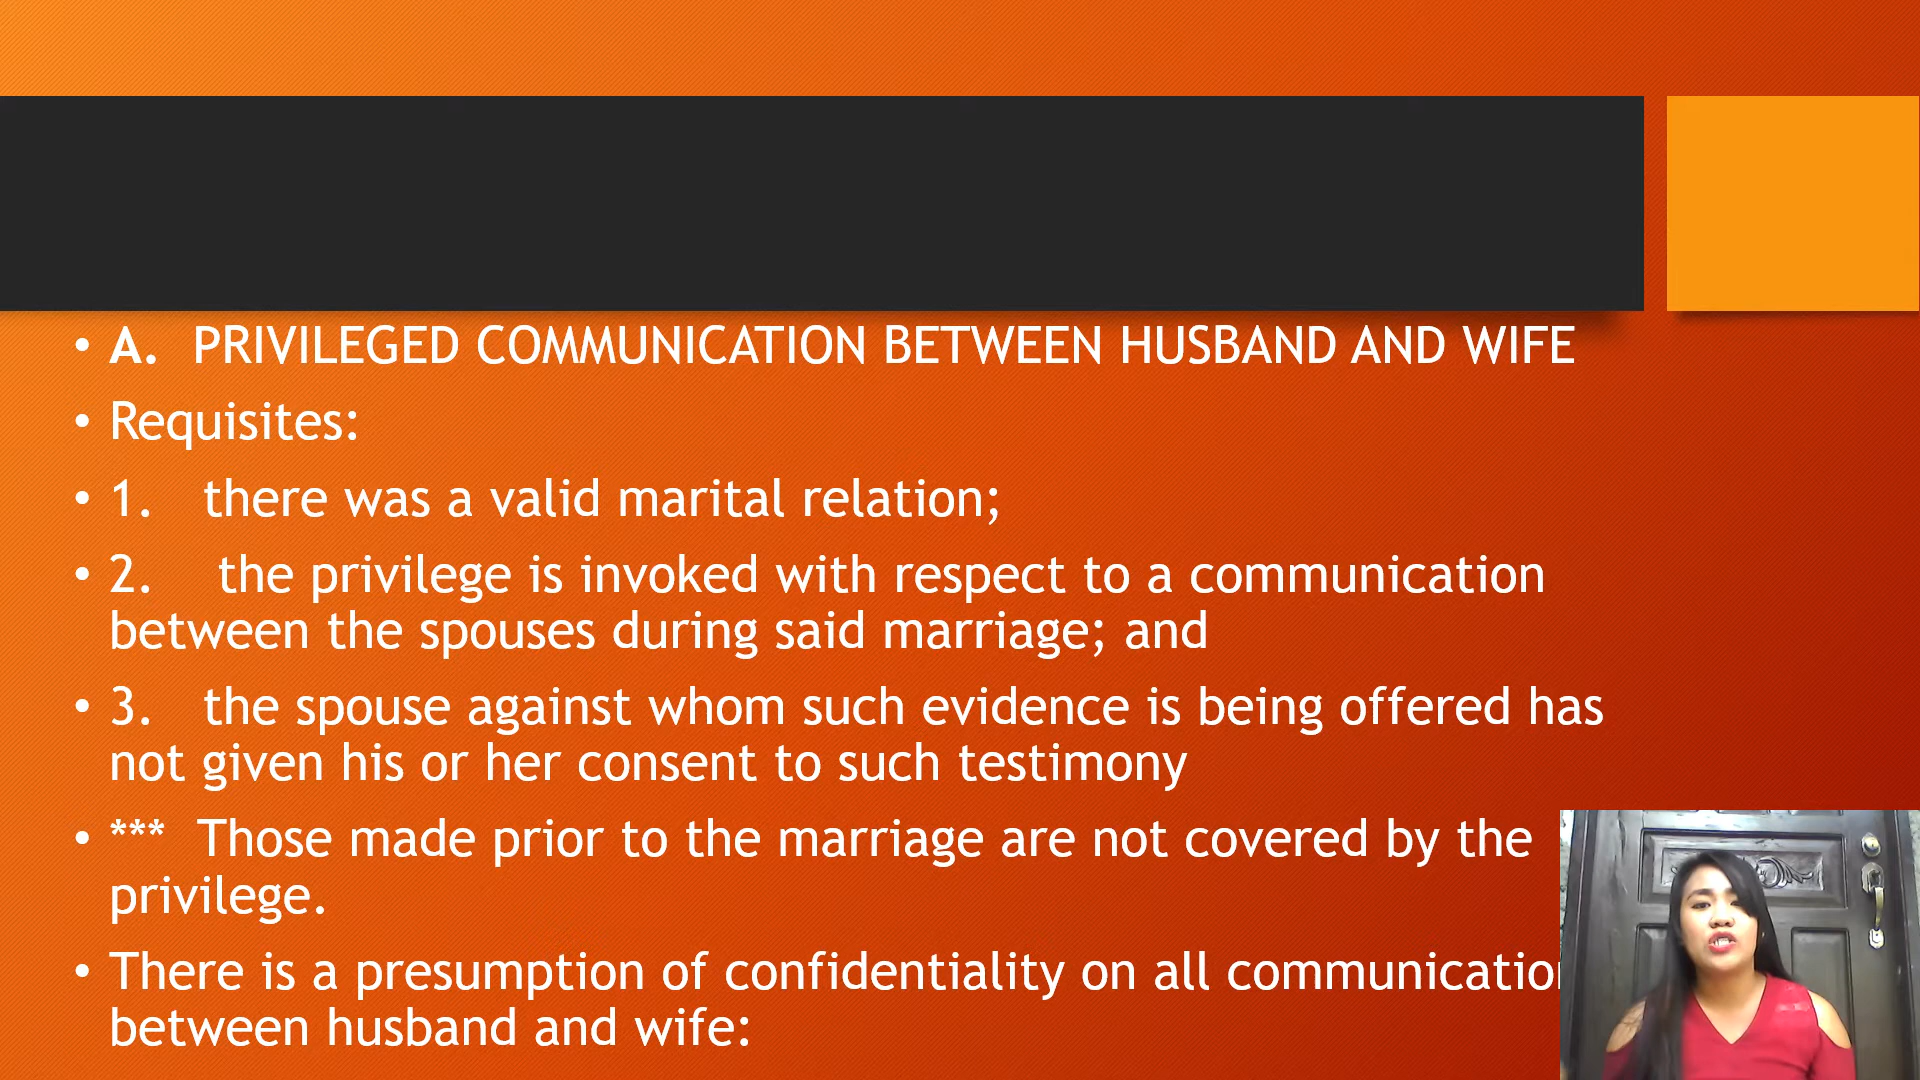 • A. PRIVILEGED COMMUNICATION BETWEEN HUSBAND AND WIFE
• Requisites:
• 1. there was a valid marital relation;
• 2. the privilege is invoked with respect to a communication
between the spouses during said marriage; and
• 3. the spouse against whom such evidence is being offered has
not given his or her consent to such testimony
• *** Those made prior to the marriage are not covered by the
privilege.
• There is a presumption of confidentiality on all communication
between husband and wife: